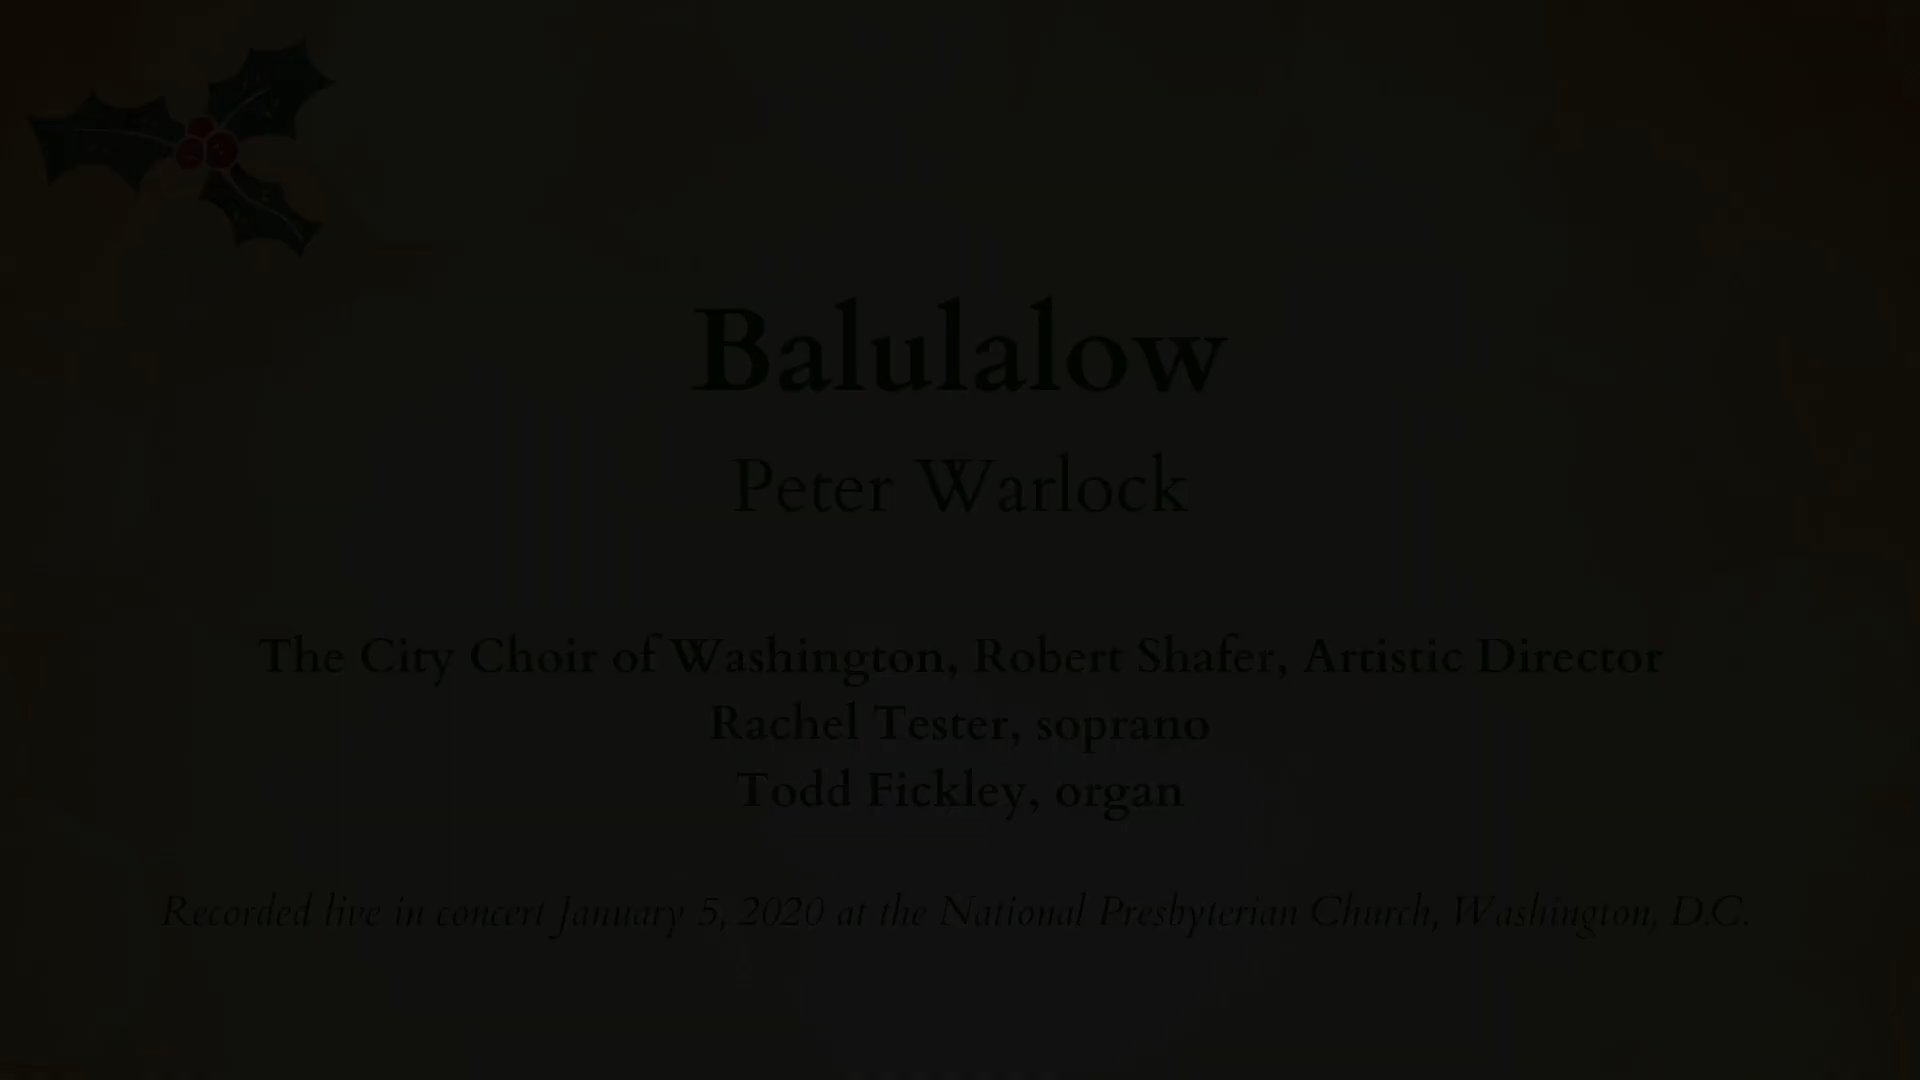 Balulalow
Peter Warlock
The City Choir of Washington, Robert Shafer, Artistic Director
Rachel Tester, soprano
Todd Fickley, organ
Recorded live in concert January 5, 2020 at the National Presbyterian Church, Washington, D.C.